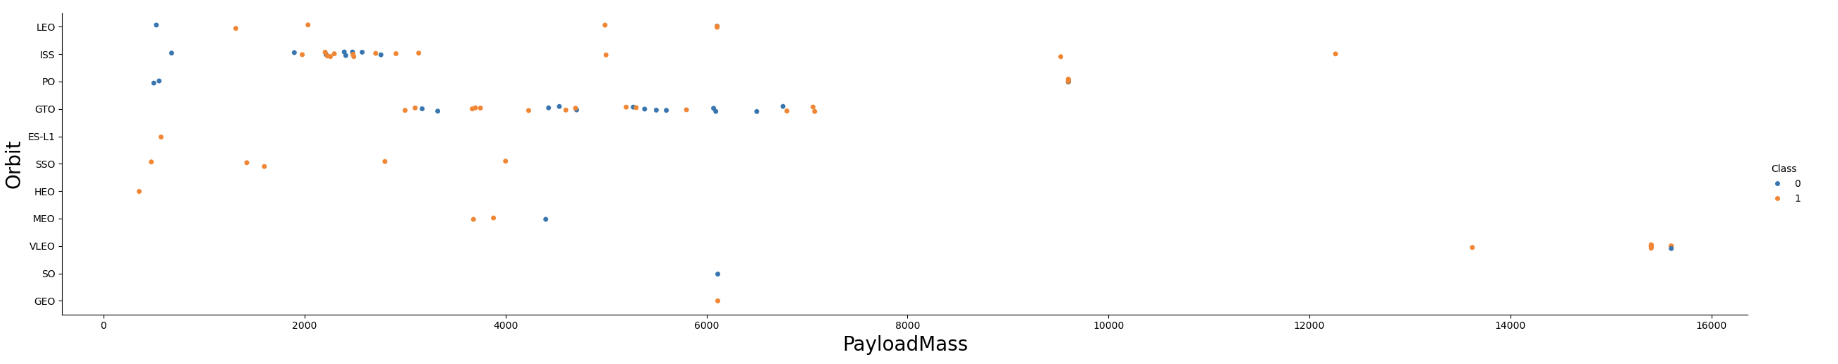 Orbit
LEO
ISS
PO
GTO
ES-L1
SSO
HEO
MEO
VLEO
SO
GEO
0 2000 4000 6000 8000 10000 12000 14000 16000
PayloadMass
Class
0
1